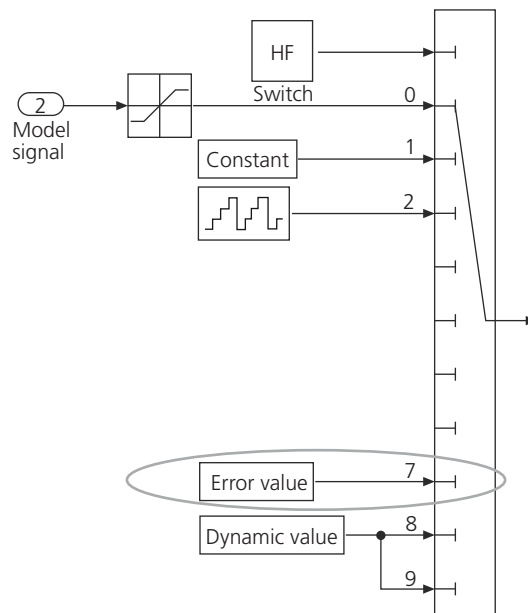 HF
Switch
2
Model
signal
0
Constant
1
2
Error value
7
Dynamic value
8
9